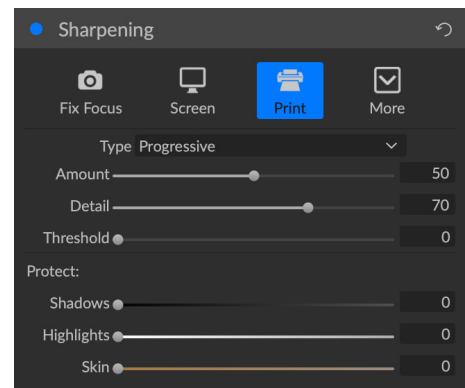 Sharpening
Fix Focus Screen Print More
Type Progressive
Amount 50
Detail 70
Threshold 0
Protect:
Shadows 0
Highlights 0
Skin 0